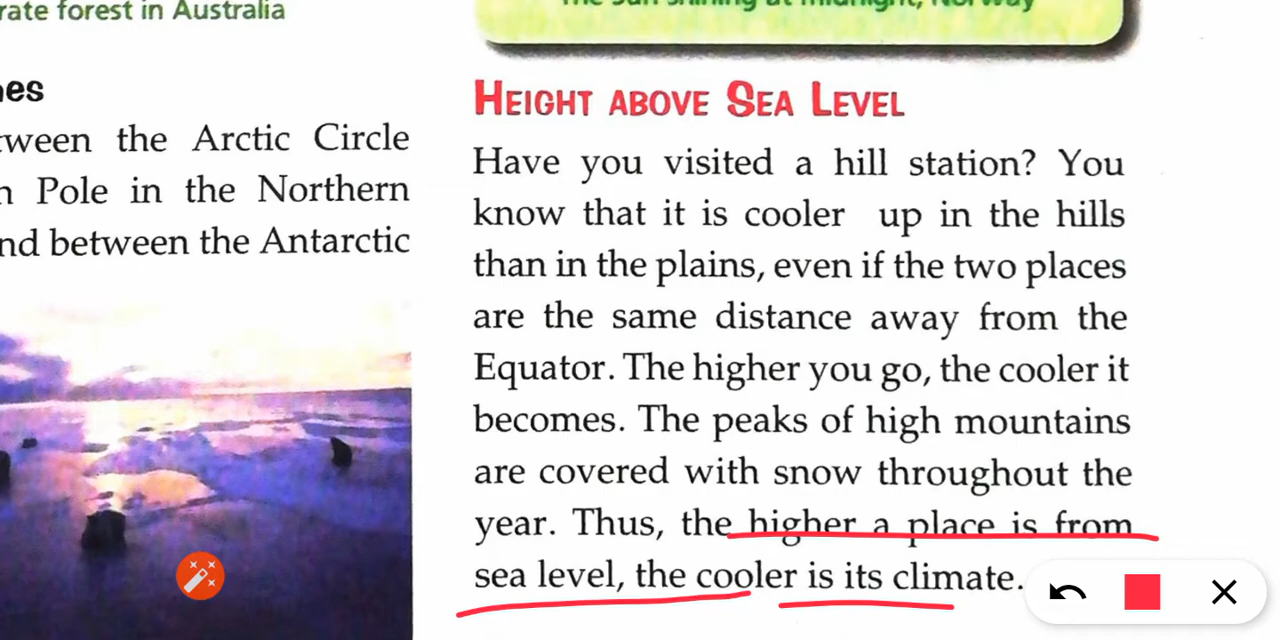 rate forest in Australia
tween the Arctic Circle
Pole in the Northern
nd between the Antarctic
The sun shining at midnight, Norway
HEIGHT ABOVE SEA LEVEL
Have you visited a hill station? You
know that it is cooler up in the hills
than in the plains, even if the two places
are the same distance away from the
Equator. The higher you go, the cooler it
becomes. The peaks of high mountains
are covered with snow throughout the
year. Thus, the higher a place is from
sea level, the cooler is its climate.